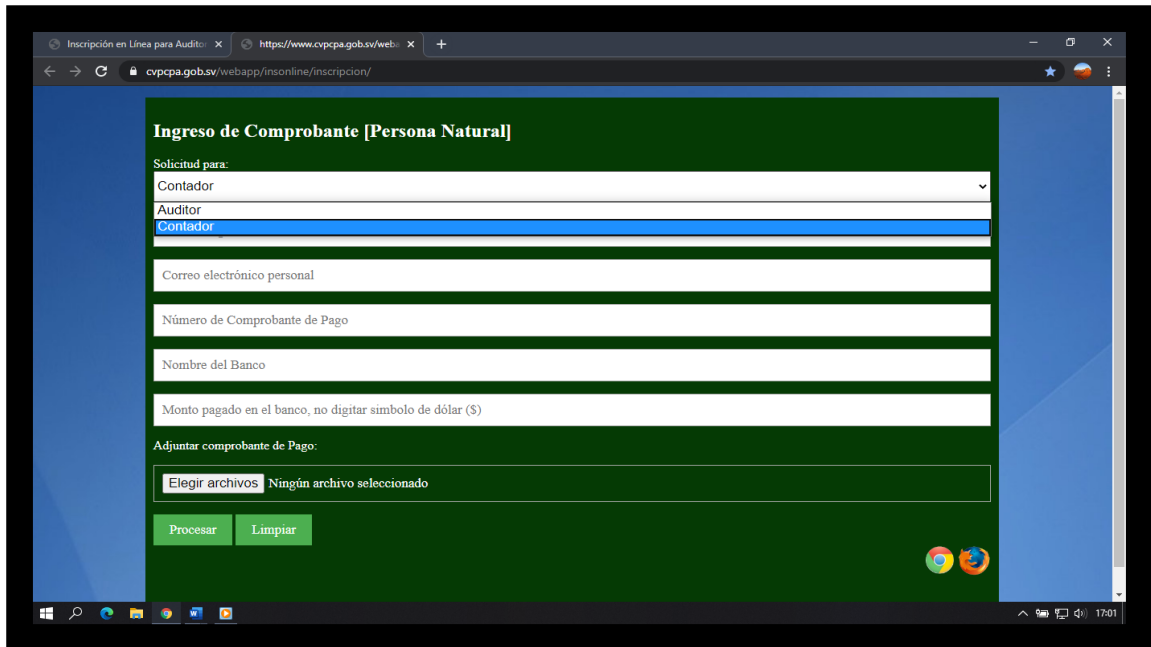 Inscripción en Línea para Auditor
https://www.cvpcpa.gob.sv/weba
cvpcpa.gob.sv/webapp/insonline/inscripcion/
Ingreso de Comprobante [Persona Natural]
Solicitud para:
Contador
Auditor
Contador
Correo electrónico personal
Número de Comprobante de Pago
Nombre del Banco
Monto pagado en el banco, no digitar simbolo de dólar ($)
Adjuntar comprobante de Pago:
Elegir archivos Ningún archivo seleccionado
Procesar Limpiar
17:01